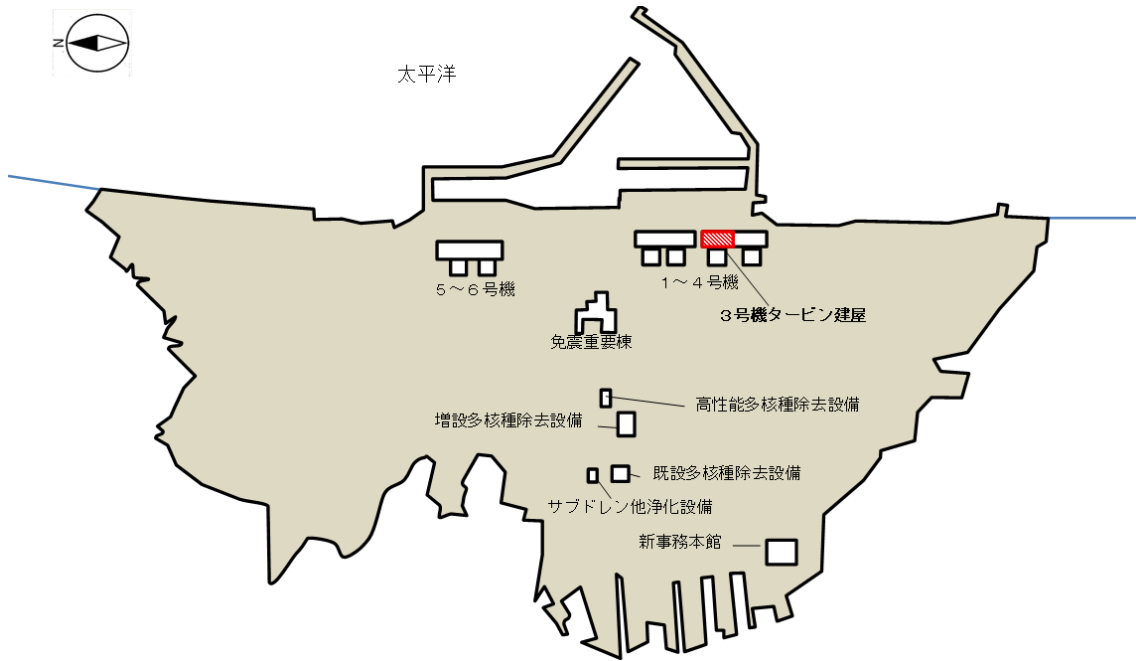 N
太平洋
5～6号機
1～4号機
3号機タービン建屋
免震重要棟
高性能多核種除去設備
増設多核種除去設備
既設多核種除去設備
サブドレン他浄化設備
新事務本館